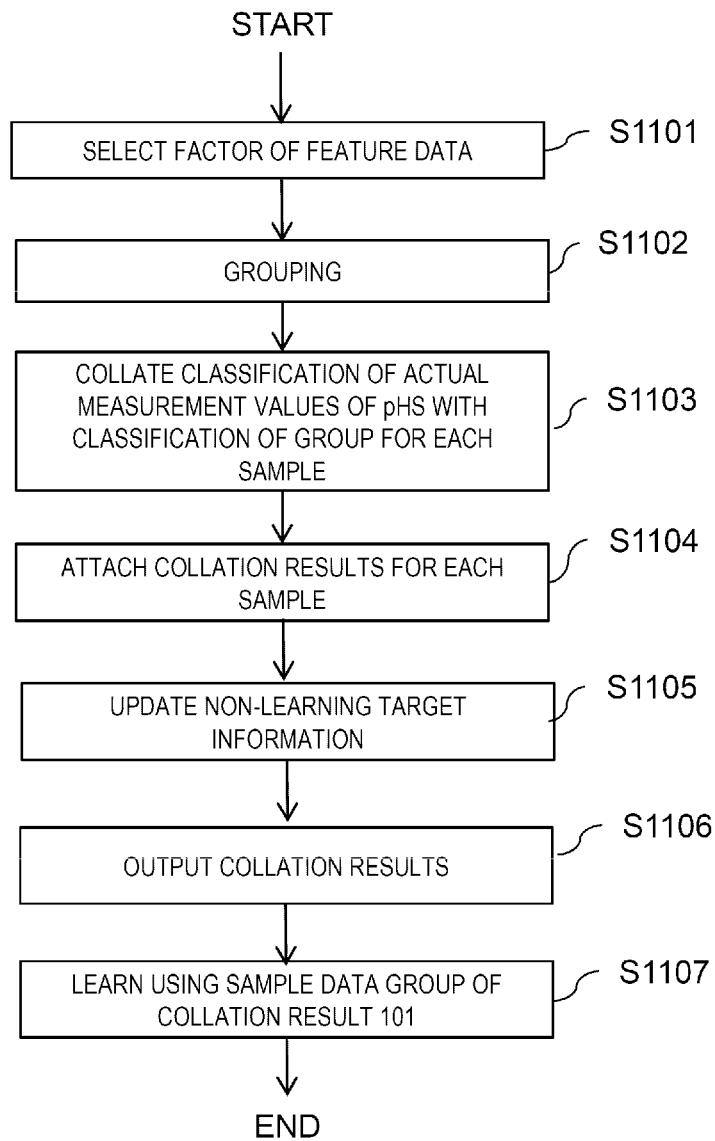 START
SELECT FACTOR OF FEATURE DATA
S1101
GROUPING
S1102
COLLATE CLASSIFICATION OF ACTUAL
MEASUREMENT VALUES OF pHS WITH
CLASSIFICATION OF GROUP FOR EACH
SAMPLE
S1103
ATTACH COLLATION RESULTS FOR EACH
SAMPLE
S1104
UPDATE NON-LEARNING TARGET
INFORMATION
S1105
OUTPUT COLLATION RESULTS
S1106
LEARN USING SAMPLE DATA GROUP OF
COLLATION RESULT 101
S1107
END